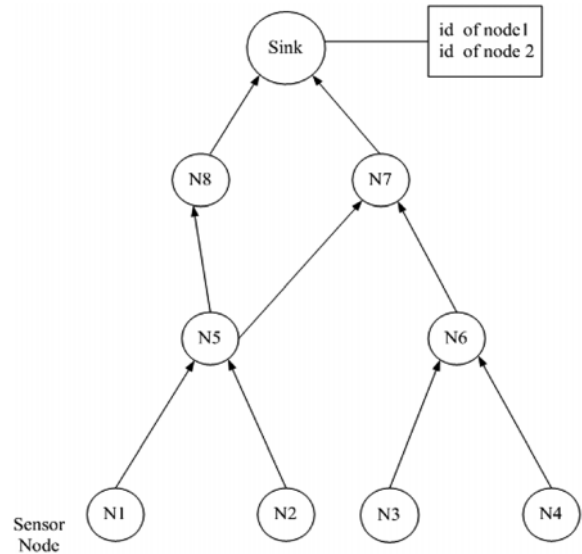 Sink
id of node1
id of node 2
N8
N7
N5
N6
N1
N2
N3
N4
Sensor
Node